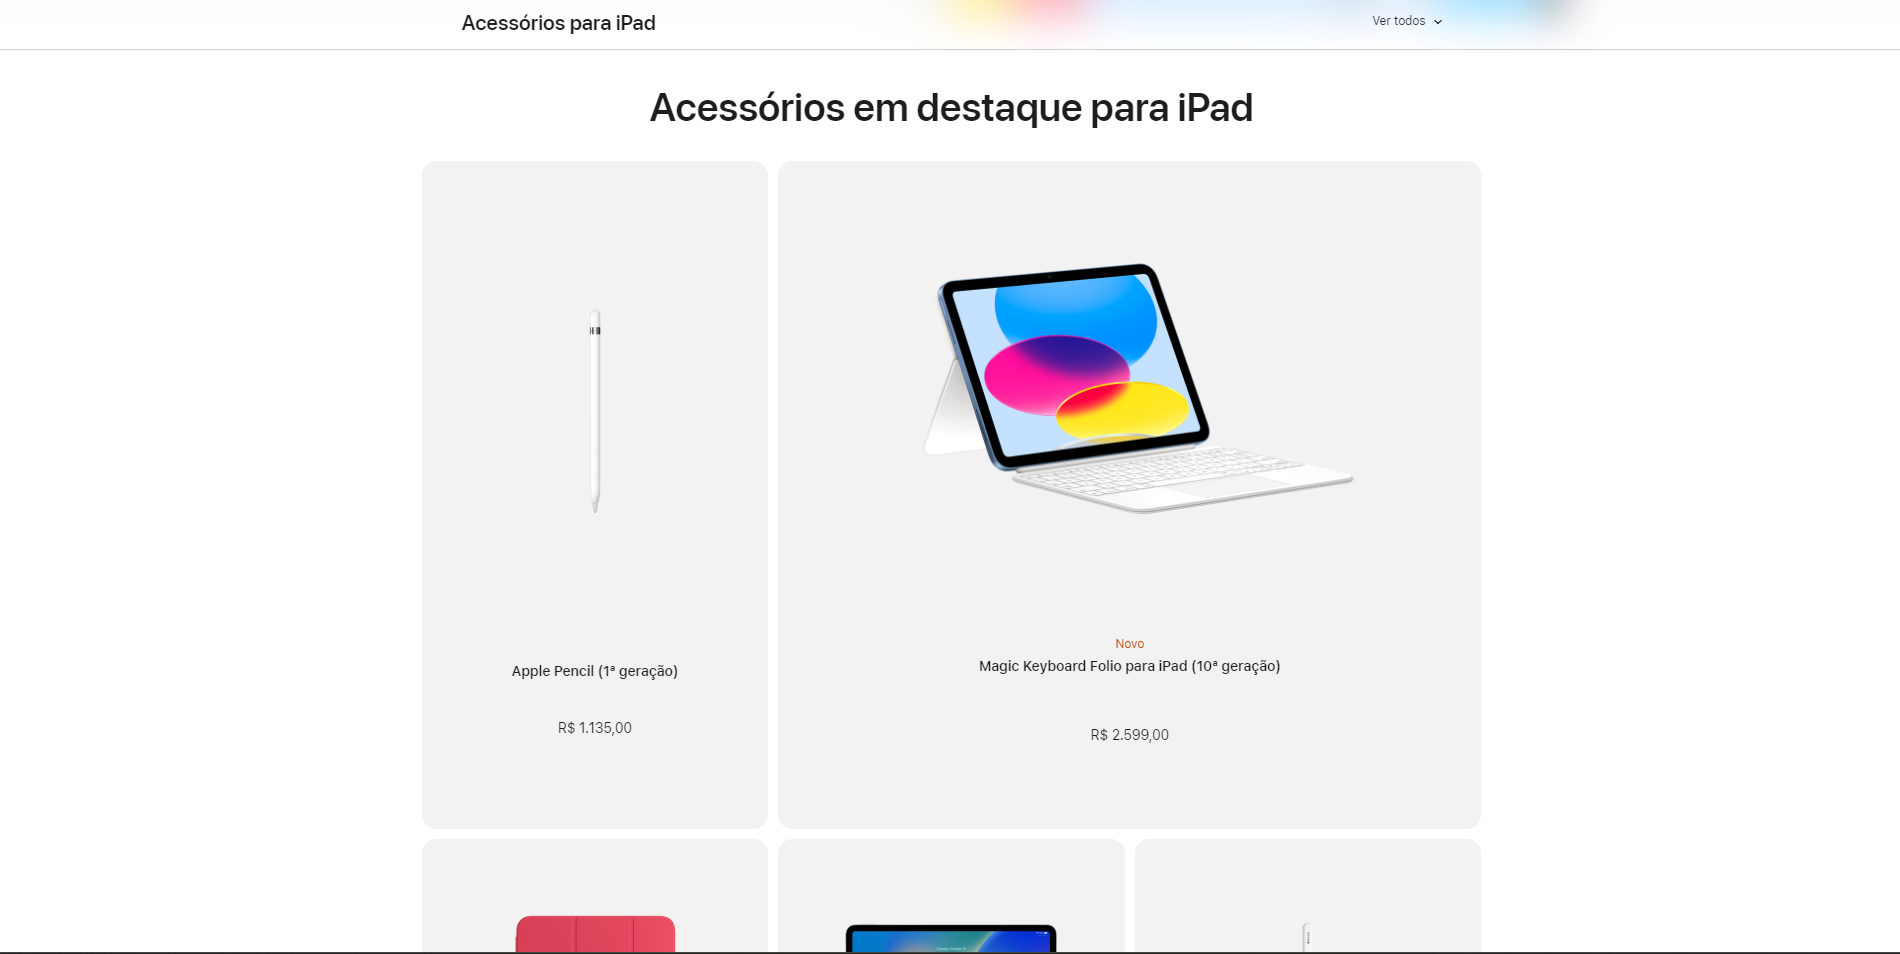 Acessórios para iPad
Ver todos
Acessórios em destaque para iPad
Apple Pencil (1ª geração)
R$ 1.135,00
Novo
Magic Keyboard Folio para iPad (10ª geração)
R$ 2.599,00